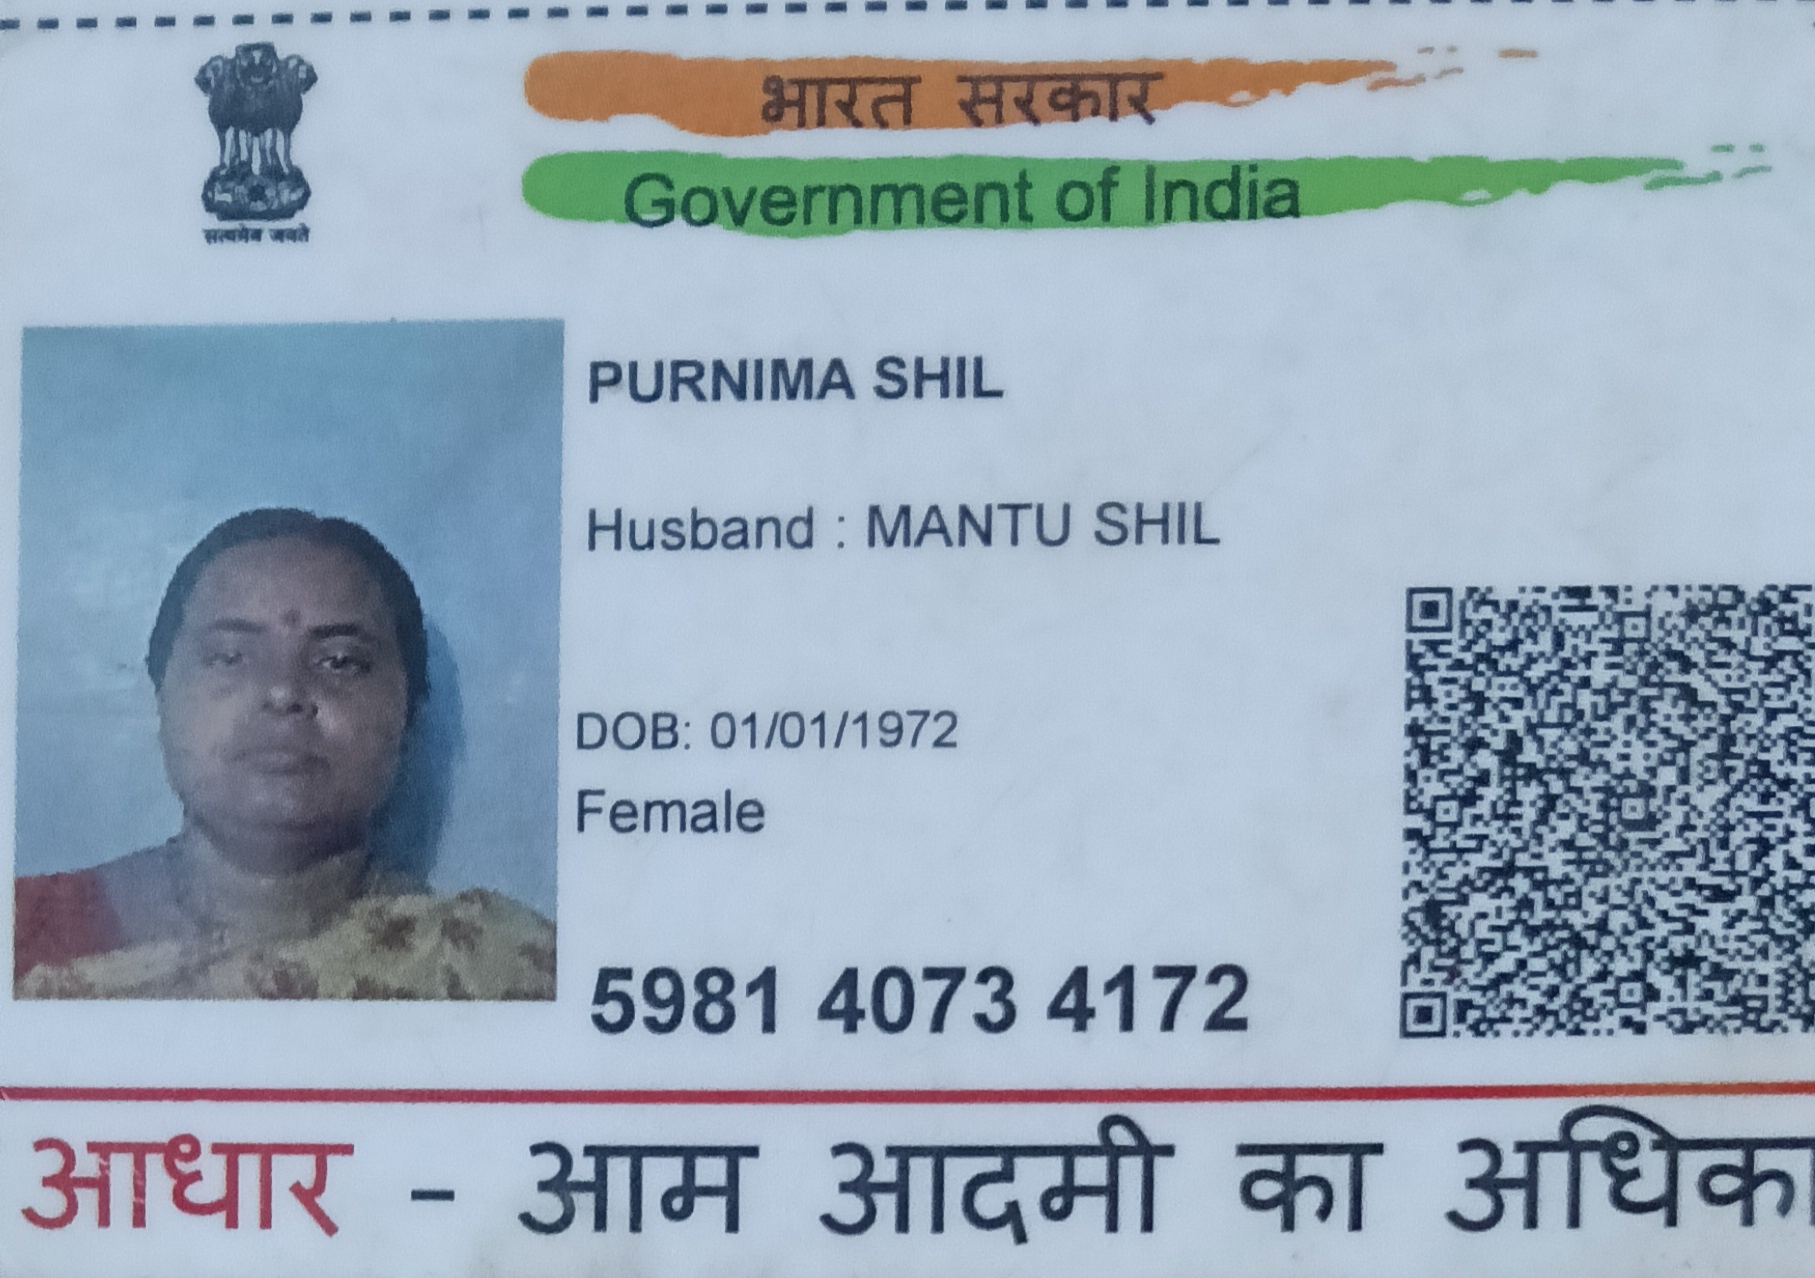 भारत सरकार
Government of India
सत्यमेव जयते
PURNIMA SHIL
Husband : MANTU SHIL
DOB: 01/01/1972
Female
5981 4073 4172
आधार - आम आदमी का अधिका